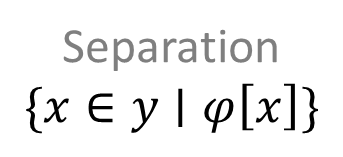 Separation
{𝑥 ∈ 𝑦 | 𝜑[𝑥]}